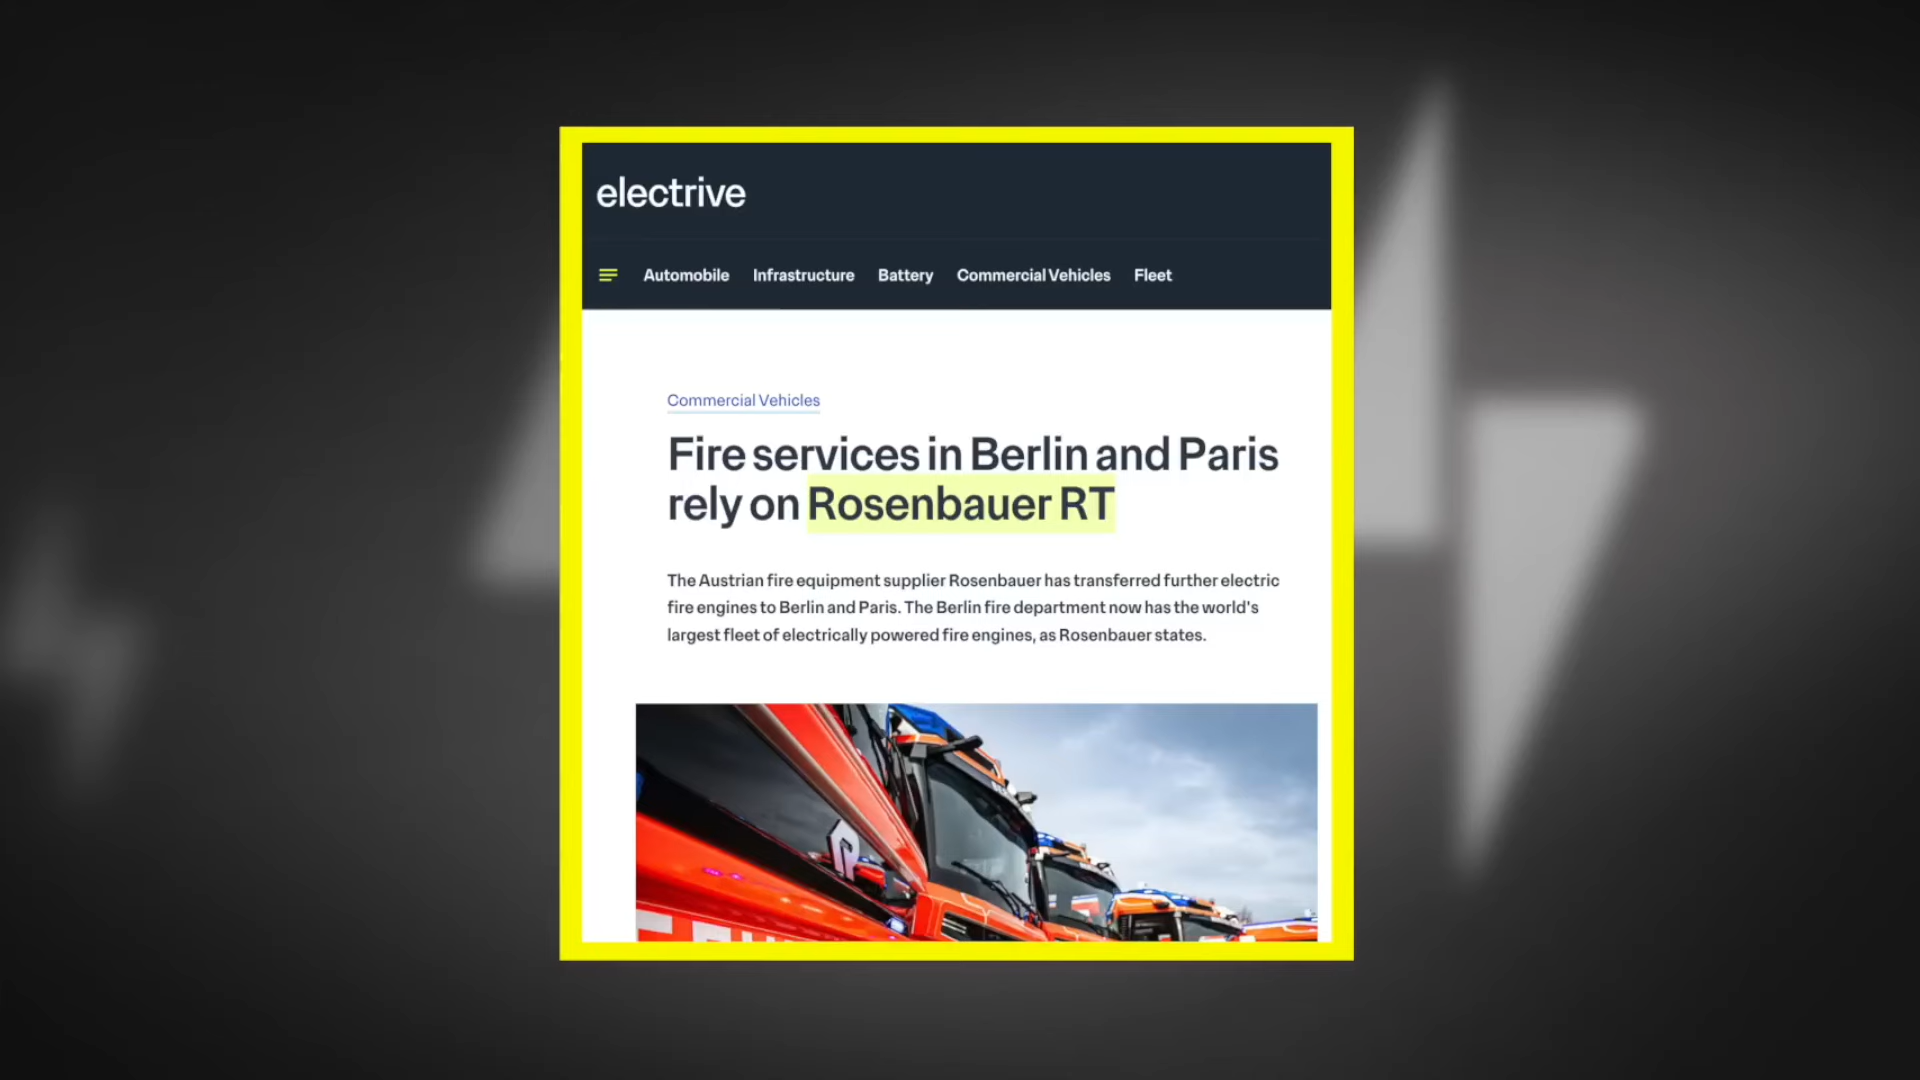 electrive
Automobile Infrastructure Battery Commercial Vehicles Fleet
Commercial Vehicles
Fire services in Berlin and Paris
rely on Rosenbauer RT
The Austrian fire equipment supplier Rosenbauer has transferred further electric
fire engines to Berlin and Paris. The Berlin fire department now has the world's
largest fleet of electrically powered fire engines, as Rosenbauer states.